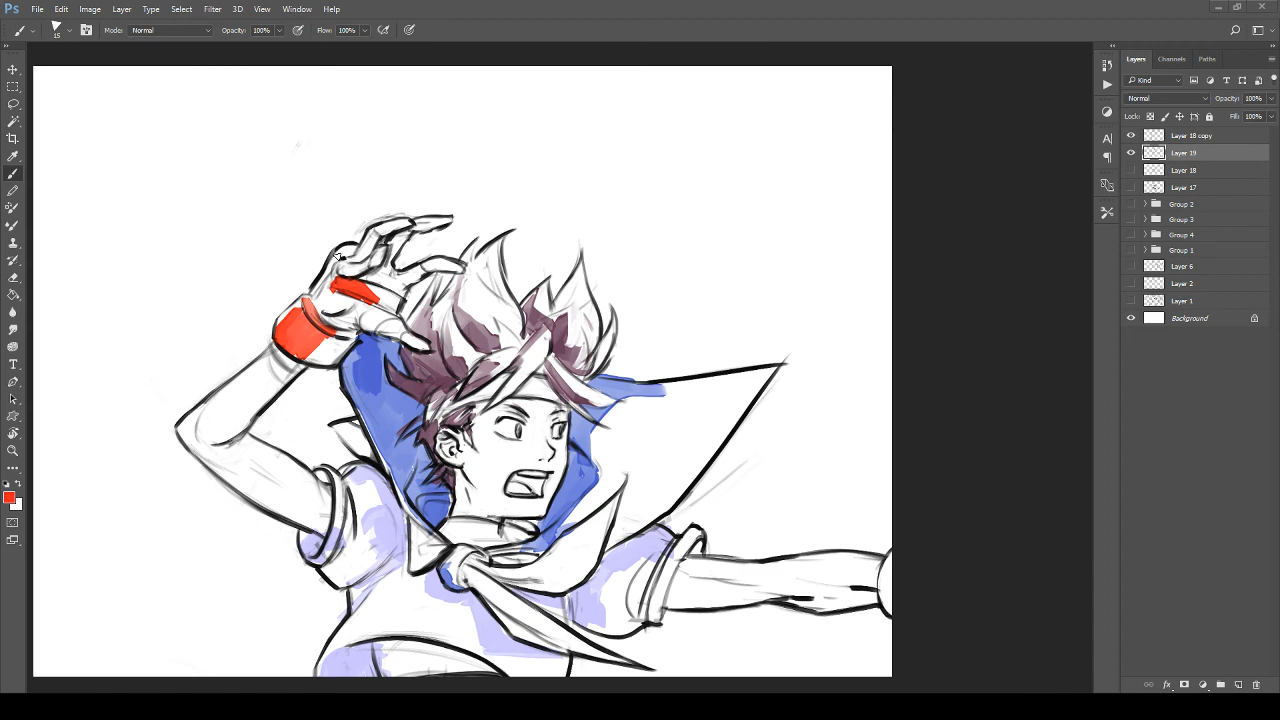 Ps File Edit Image Layer Type Select Filter 3D View Window Help
15 Mode: Normal Opacity: 100% Flow: 100%
Layers Channels Paths
Kind
Normal Opacity: 100%
Lock: Fill: 100%
Layer 18 copy
Layer 19
Layer 18
Layer 17
Group 2
Group 3
Group 4
Group 1
Layer 6
Layer 2
Layer 1
Background
fx